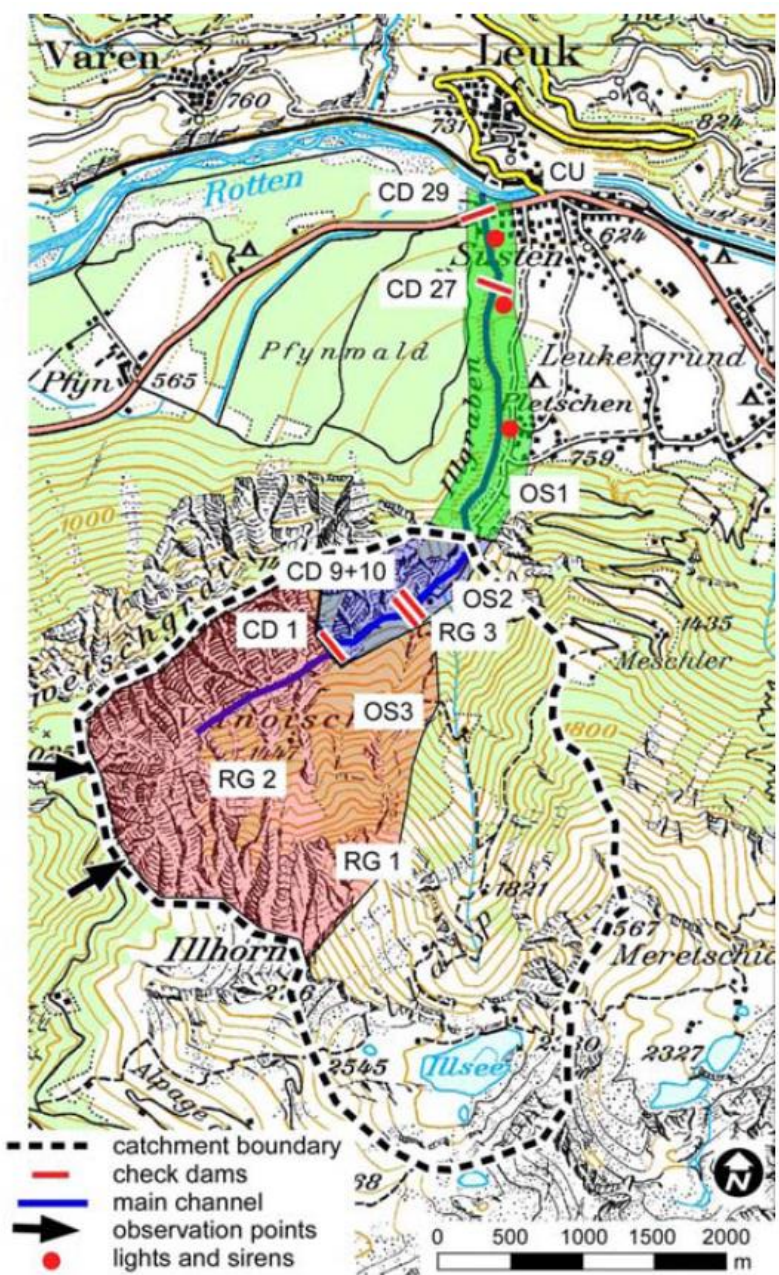 Varen
Leuk
760
731
824
Rotten
CD 29
CU
Susten
624
CD 27
Pfynwald
Leukergrund
Pfyn
565
Illgraben
Pletschen
759
OS1
1000
CD 9+10
OS2
CD 1
RG 3
1435
Meschler
OS3
1800
RG 2
RG 1
1821
Illhorn
567
2545
Illsee
2327
Alpage
catchment boundary
check dams
main channel
observation points
lights and sirens
N
0 500 1000 1500 2000
m